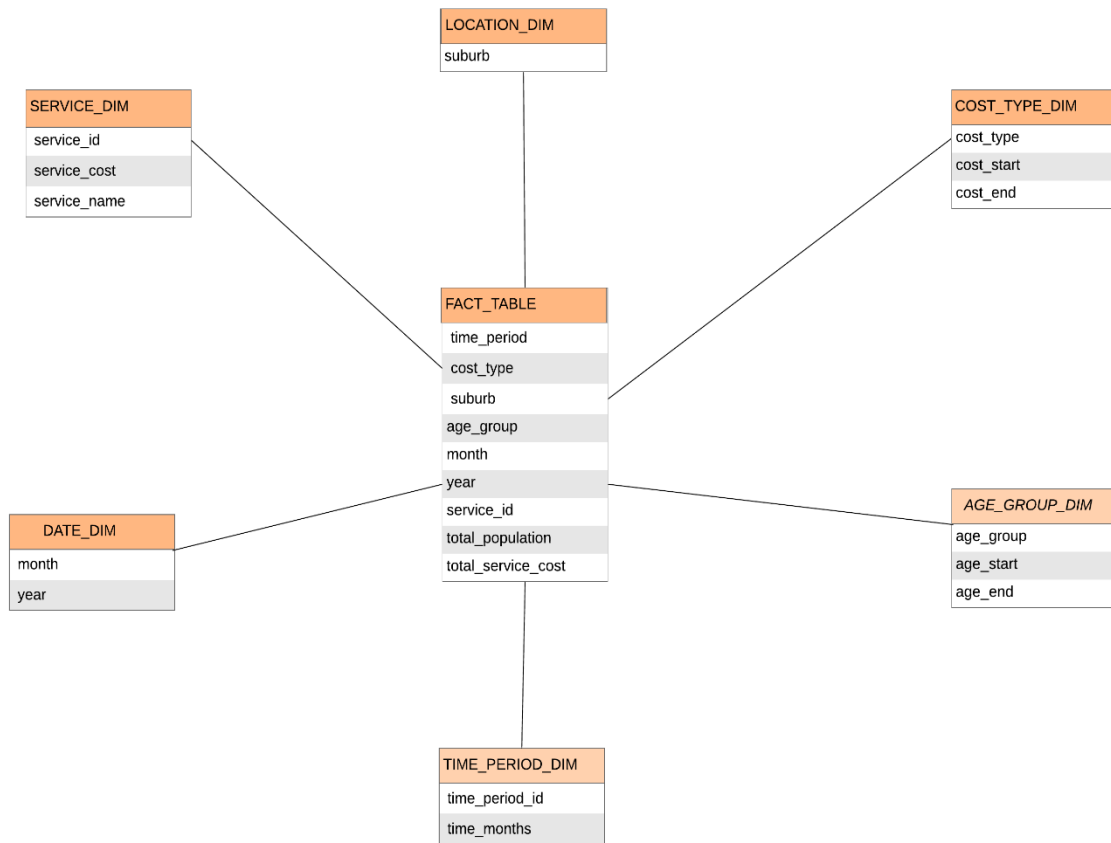 LOCATION_DIM
suburb
SERVICE_DIM
service_id
service_cost
service_name
COST_TYPE_DIM
cost_type
cost_start
cost_end
FACT_TABLE
time_period
cost_type
suburb
age_group
month
year
service_id
total_population
total_service_cost
DATE_DIM
month
year
AGE_GROUP_DIM
age_group
age_start
age_end
TIME_PERIOD_DIM
time_period_id
time_months